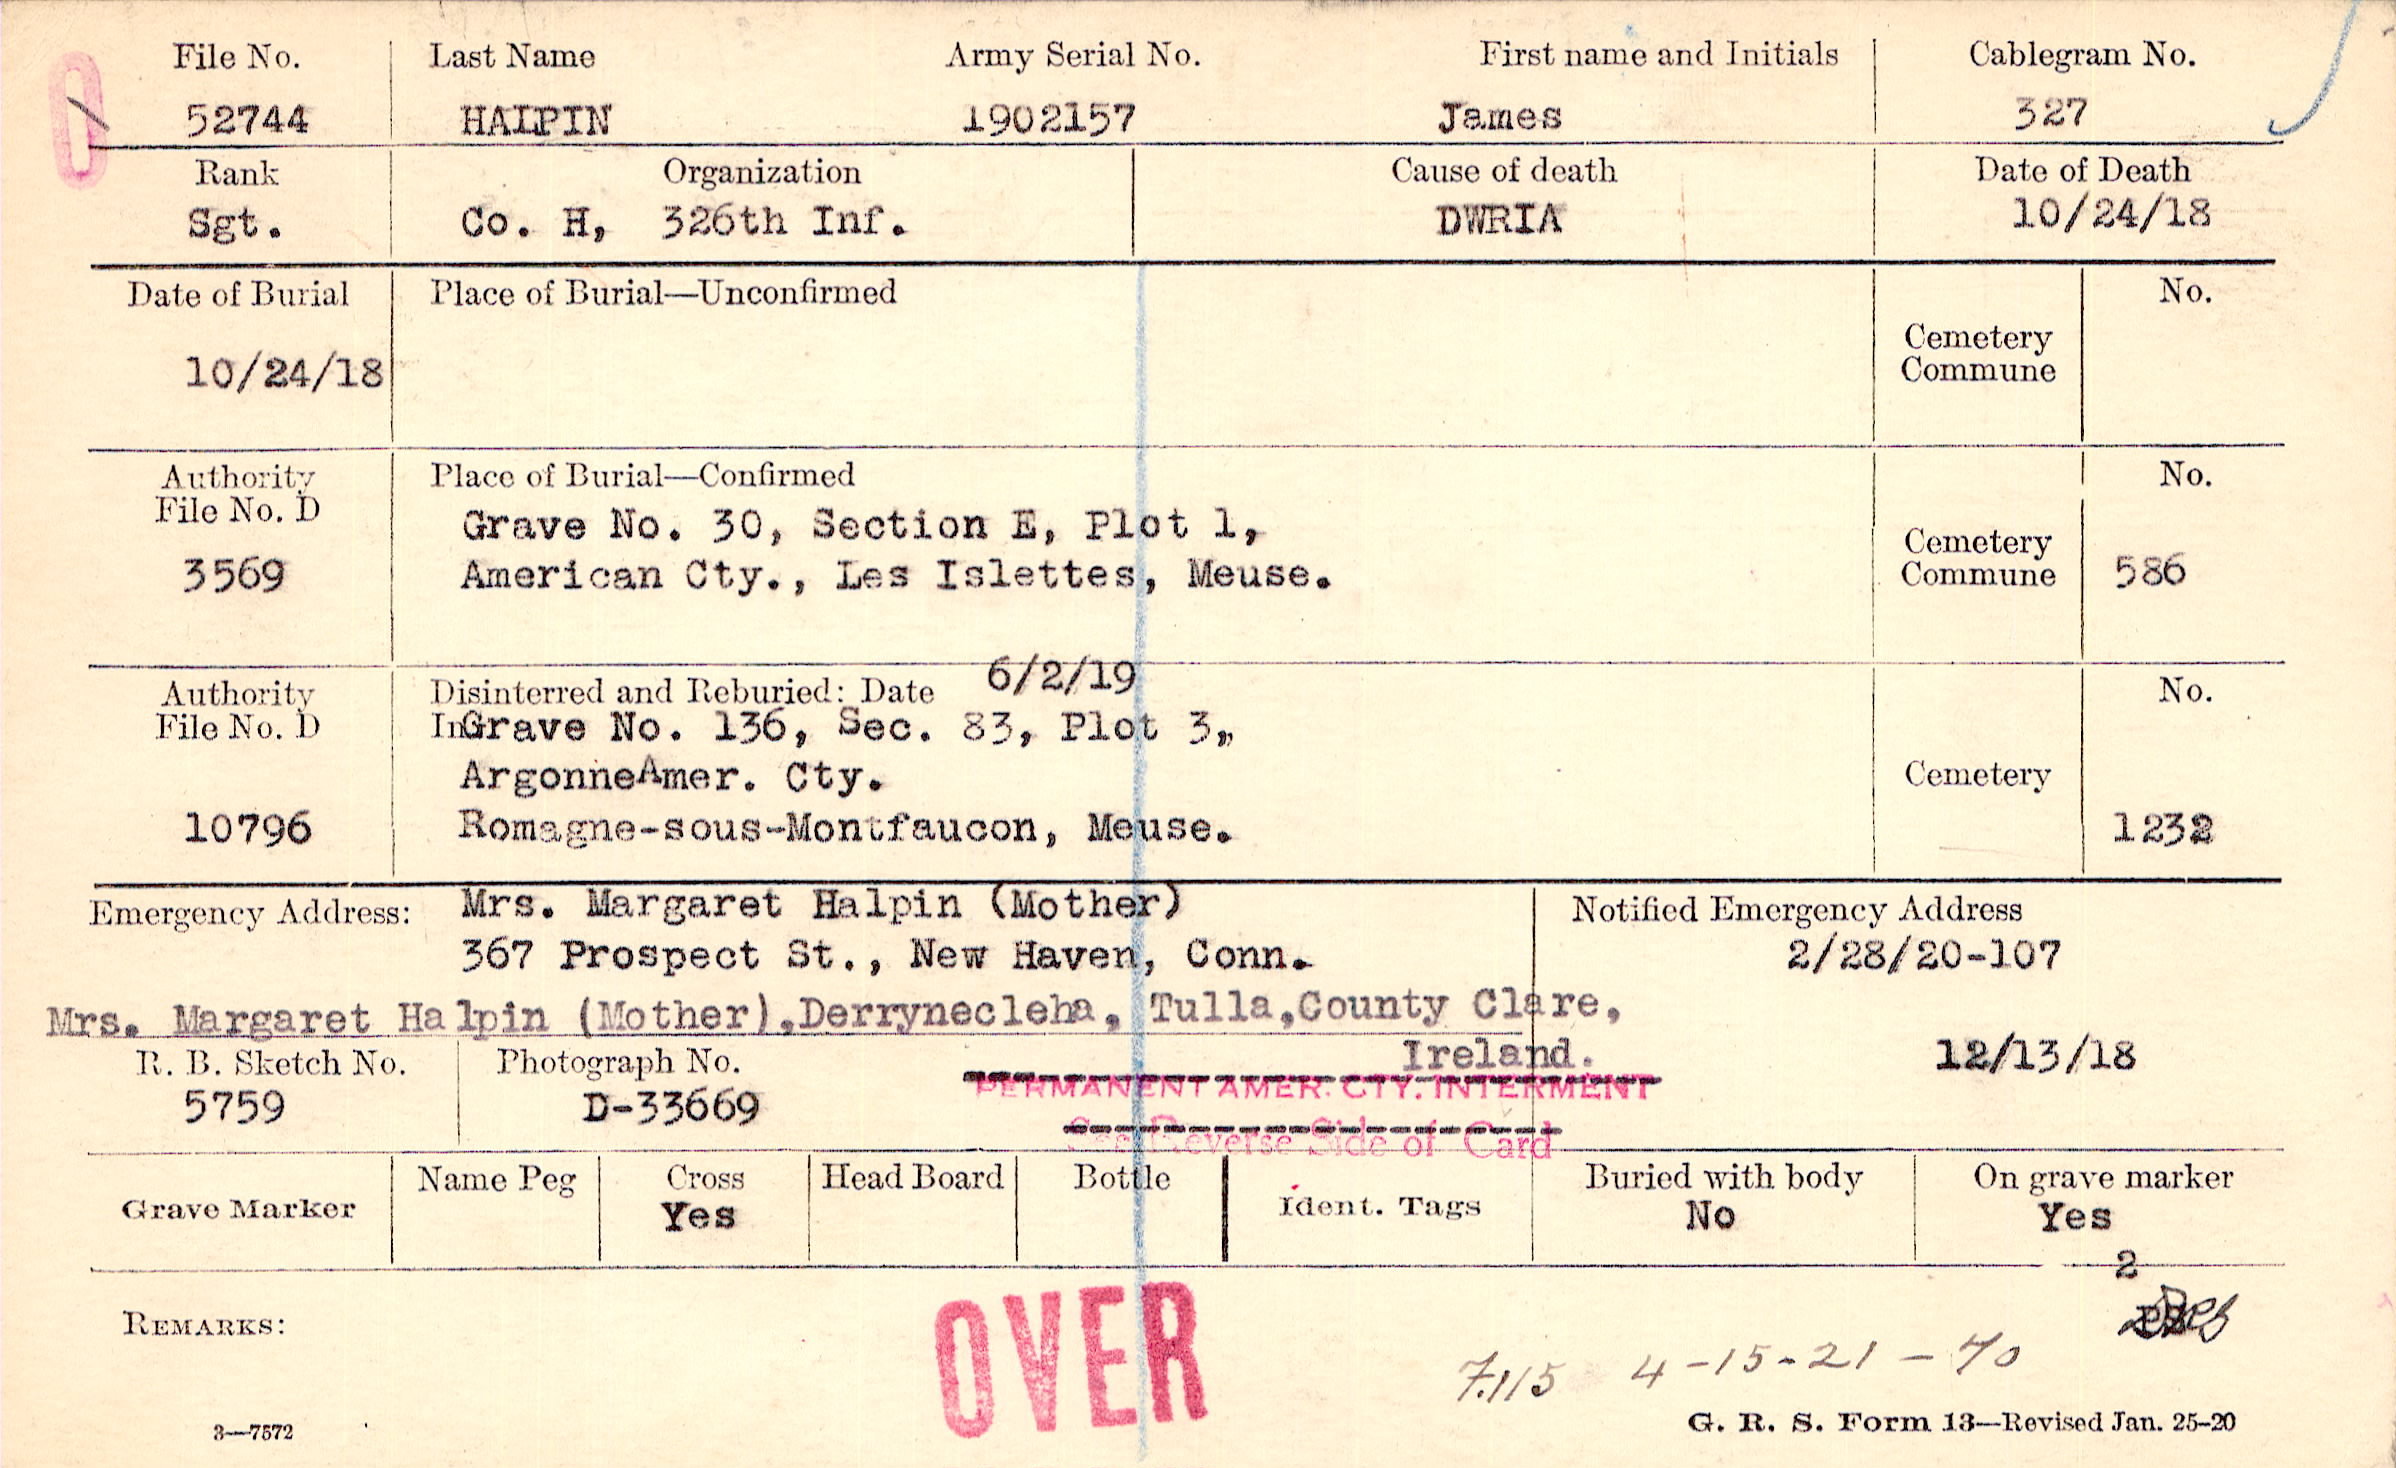 File No. Last Name Army Serial No. First name and Initials Cablegram No.
52744 HALPIN 1902157 James 327
Rank Organization Cause of death Date of Death
Sgt. Co. H, 326th Inf. DWRIA 10/24/18
Date of Burial Place of Burial—Unconfirmed No.
Cemetery
Commune
10/24/18
Authority Place of Burial—Confirmed No.
File No. D
Grave No. 30, Section E, Plot 1,
Cemetery
3569 American Cty., Les Islettes, Meuse. Commune 586
6/2/19
Authority Disinterred and Reburied: Date No.
File No. D In Grave No. 136, Sec. 83, Plot 3,
ArgonneAmer. Cty. Cemetery
10796 Romagne-sous-Montfaucon, Meuse. 1232
Emergency Address: Mrs. Margaret Halpin (Mother) Notified Emergency Address
367 Prospect St., New Haven, Conn. 2/28/20-107
Mrs. Margaret Halpin (Mother),Derrynecleha, Tulla,County Clare,
Ireland. 12/13/18
R. B. Sketch No. Photograph No.
PERMANENT AMER. CTY. INTERMENT
5759 D-33669
See Reverse Side of Card
Name Peg Cross Head Board Bottle Buried with body On grave marker
Grave Marker Yes Ident. Tags No Yes
2
REMARKS:
OVER
7.115 4-15-21-70
3—7572 G. R. S. Form 13—Revised Jan. 25-20